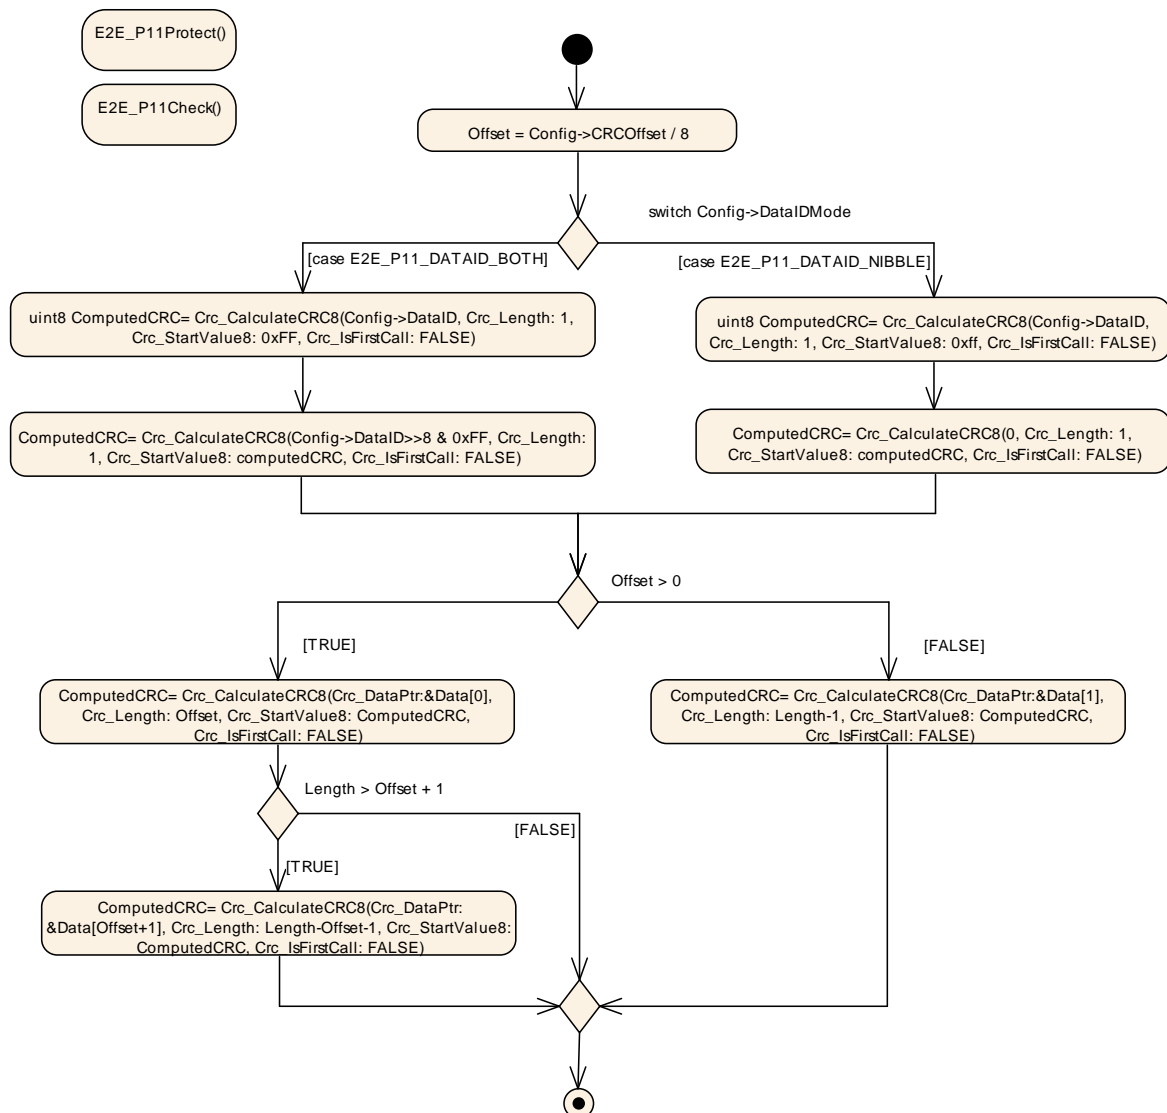 E2E_P11Protect()
E2E_P11Check()
Offset = Config->CRCOffset / 8
switch Config->DataIDMode
[case E2E_P11_DATAID_BOTH]
[case E2E_P11_DATAID_NIBBLE]
uint8 ComputedCRC= Crc_CalculateCRC8(Config->DataID, Crc_Length: 1,
Crc_StartValue8: 0xFF, Crc_IsFirstCall: FALSE)
uint8 ComputedCRC= Crc_CalculateCRC8(Config->DataID,
Crc_Length: 1, Crc_StartValue8: 0xff, Crc_IsFirstCall: FALSE)
ComputedCRC= Crc_CalculateCRC8(Config->DataID>>8 & 0xFF, Crc_Length:
1, Crc_StartValue8: computedCRC, Crc_IsFirstCall: FALSE)
ComputedCRC= Crc_CalculateCRC8(0, Crc_Length: 1,
Crc_StartValue8: computedCRC, Crc_IsFirstCall: FALSE)
Offset > 0
[TRUE]
[FALSE]
ComputedCRC= Crc_CalculateCRC8(Crc_DataPtr:&Data[0],
Crc_Length: Offset, Crc_StartValue8: ComputedCRC,
Crc_IsFirstCall: FALSE)
ComputedCRC= Crc_CalculateCRC8(Crc_DataPtr:&Data[1],
Crc_Length: Length-1, Crc_StartValue8: ComputedCRC,
Crc_IsFirstCall: FALSE)
Length > Offset + 1
[FALSE]
[TRUE]
ComputedCRC= Crc_CalculateCRC8(Crc_DataPtr:
&Data[Offset+1], Crc_Length: Length-Offset-1, Crc_StartValue8:
ComputedCRC, Crc_IsFirstCall: FALSE)